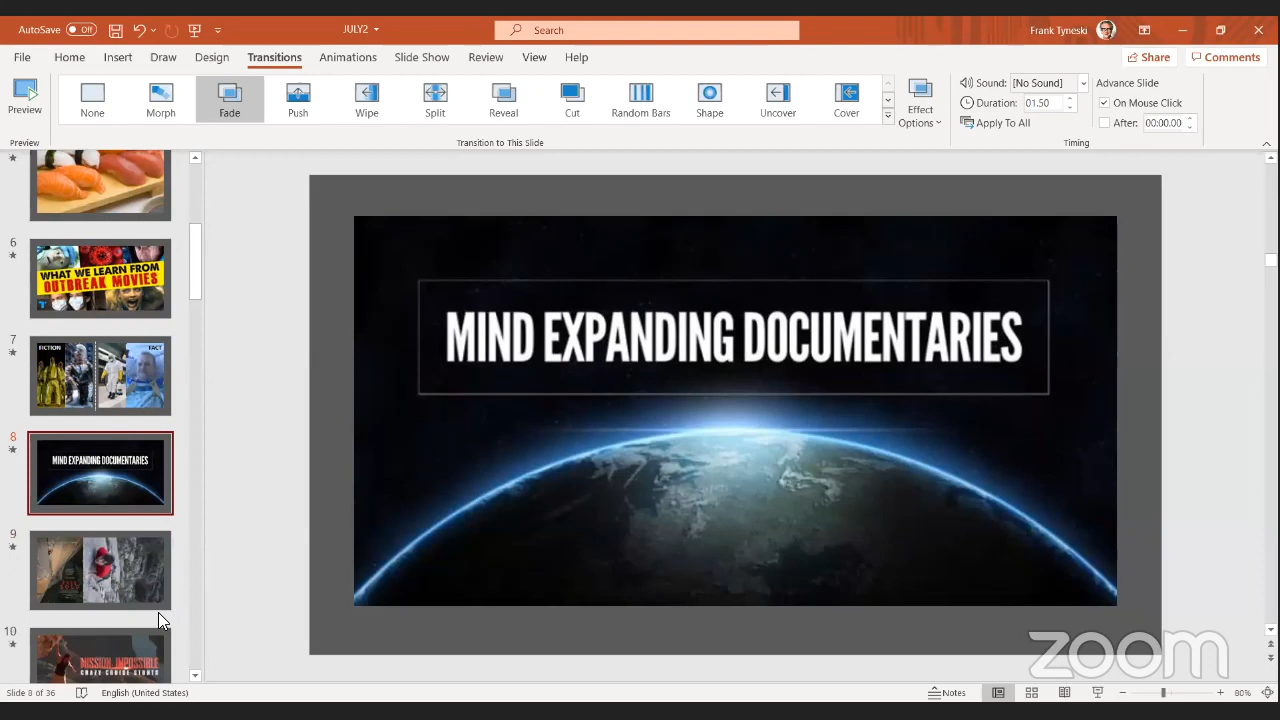 AutoSave Off
JULY2
Search
Frank Tyneski
File Home Insert Draw Design Transitions Animations Slide Show Review View Help
Share Comments
Preview
None Morph Fade Push Wipe Split Reveal Cut Random Bars Shape Uncover Cover
Effect
Options
Sound: [No Sound]
Duration: 01.50
Apply To All
Advance Slide
On Mouse Click
After: 00:00.00
Preview
Transition to This Slide
Timing
6
WHAT WE LEARN FROM
OUTBREAK MOVIES
7
FICTION FACT
8
MIND EXPANDING DOCUMENTARIES
9
10
MISSION IMPOSSIBLE
CRAZY CRUISE STUNTS
MIND EXPANDING DOCUMENTARIES
zoom
Slide 8 of 36 English (United States) Notes 80%